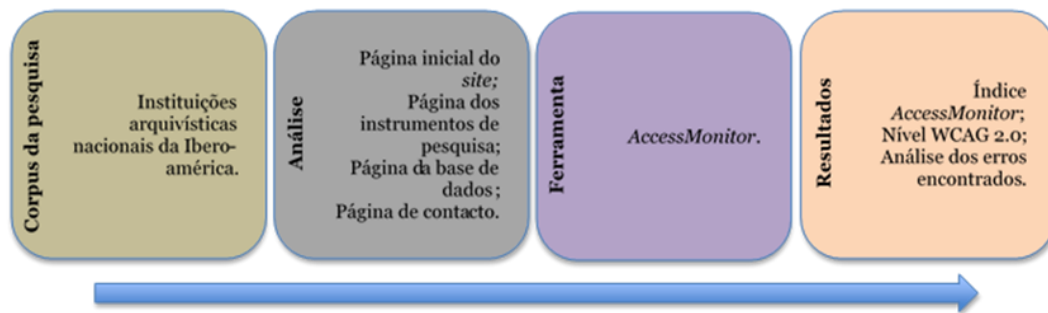 Corpus da pesquisa
Instituições
arquivísticas
nacionais da Ibero-
américa.
Análise
Página inicial do
site;
Página dos
instrumentos de
pesquisa;
Página da base de
dados;
Página de contacto.
Ferramenta
AccessMonitor.
Resultados
Índice
AccessMonitor;
Nível WCAG 2.0;
Análise dos erros
encontrados.